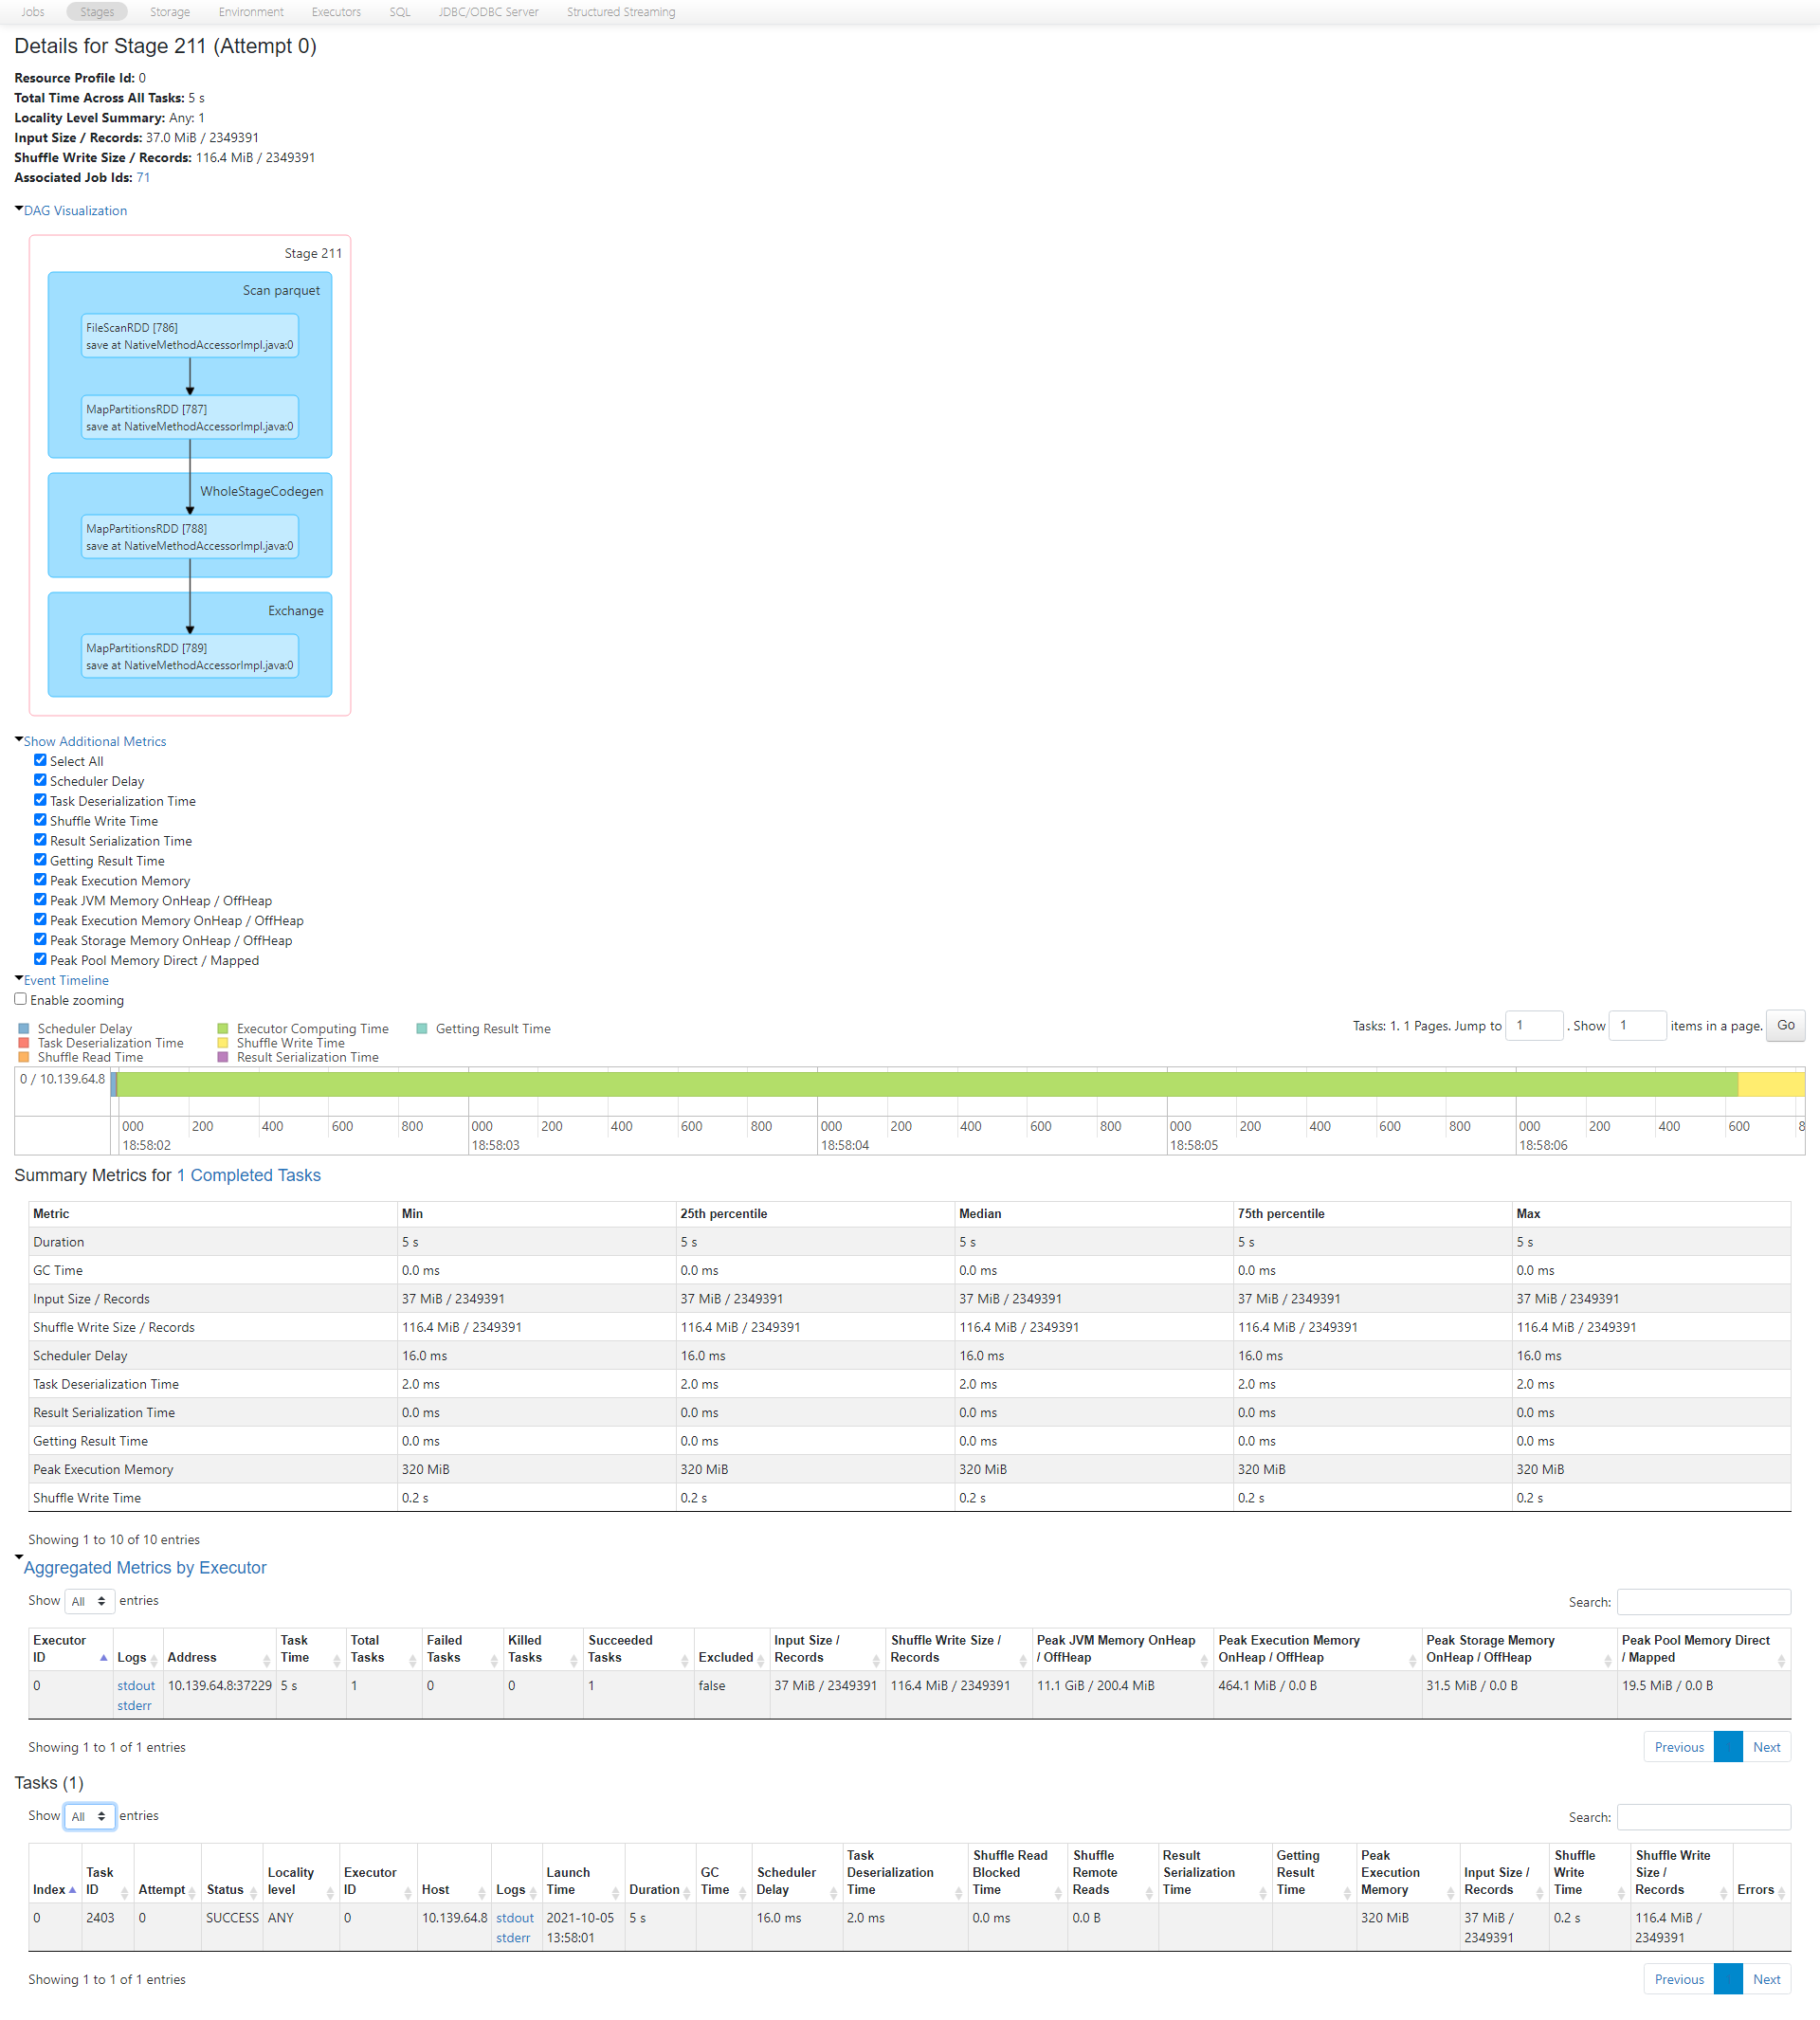 Jobs Stages Storage Environment Executors SQL JDBC/ODBC Server Structured Streaming
Details for Stage 211 (Attempt 0)
Resource Profile Id: 0
Total Time Across All Tasks: 5 s
Locality Level Summary: Any: 1
Input Size / Records: 37.0 MiB / 2349391
Shuffle Write Size / Records: 116.4 MiB / 2349391
Associated Job Ids: 71
DAG Visualization
Stage 211
Scan parquet
FileScanRDD [786]
save at NativeMethodAccessorImpl.java:0
MapPartitionsRDD [787]
save at NativeMethodAccessorImpl.java:0
WholeStageCodegen
MapPartitionsRDD [788]
save at NativeMethodAccessorImpl.java:0
Exchange
MapPartitionsRDD [789]
save at NativeMethodAccessorImpl.java:0
Show Additional Metrics
Select All
Scheduler Delay
Task Deserialization Time
Shuffle Write Time
Result Serialization Time
Getting Result Time
Peak Execution Memory
Peak JVM Memory OnHeap / OffHeap
Peak Execution Memory OnHeap / OffHeap
Peak Storage Memory OnHeap / OffHeap
Peak Pool Memory Direct / Mapped
Event Timeline
Enable zooming
Scheduler Delay Executor Computing Time Getting Result Time
Task Deserialization Time Shuffle Write Time
Shuffle Read Time Result Serialization Time
Tasks: 1. 1 Pages. Jump to 1 . Show 1 items in a page. Go
0 / 10.139.64.8
000 200 400 600 800 000 200 400 600 800 000 200 400 600 800 000 200 400 600 800 000 200 400 600 8
18:58:02 18:58:03 18:58:04 18:58:05 18:58:06
Summary Metrics for 1 Completed Tasks
Metric Min 25th percentile Median 75th percentile Max
Duration 5 s 5 s 5 s 5 s 5 s
GC Time 0.0 ms 0.0 ms 0.0 ms 0.0 ms 0.0 ms
Input Size / Records 37 MiB / 2349391 37 MiB / 2349391 37 MiB / 2349391 37 MiB / 2349391 37 MiB / 2349391
Shuffle Write Size / Records 116.4 MiB / 2349391 116.4 MiB / 2349391 116.4 MiB / 2349391 116.4 MiB / 2349391 116.4 MiB / 2349391
Scheduler Delay 16.0 ms 16.0 ms 16.0 ms 16.0 ms 16.0 ms
Task Deserialization Time 2.0 ms 2.0 ms 2.0 ms 2.0 ms 2.0 ms
Result Serialization Time 0.0 ms 0.0 ms 0.0 ms 0.0 ms 0.0 ms
Getting Result Time 0.0 ms 0.0 ms 0.0 ms 0.0 ms 0.0 ms
Peak Execution Memory 320 MiB 320 MiB 320 MiB 320 MiB 320 MiB
Shuffle Write Time 0.2 s 0.2 s 0.2 s 0.2 s 0.2 s
Showing 1 to 10 of 10 entries
Aggregated Metrics by Executor
Show All entries Search:
Executor ID Logs Address Task Time Total Tasks Failed Tasks Killed Tasks Succeeded Tasks Excluded Input Size / Records Shuffle Write Size / Records Peak JVM Memory OnHeap / OffHeap Peak Execution Memory OnHeap / OffHeap Peak Storage Memory OnHeap / OffHeap Peak Pool Memory Direct / Mapped
0 stdout 10.139.64.8:37229 5 s 1 0 0 1 false 37 MiB / 2349391 116.4 MiB / 2349391 11.1 GiB / 200.4 MiB 464.1 MiB / 0.0 B 31.5 MiB / 0.0 B 19.5 MiB / 0.0 B
stderr
Showing 1 to 1 of 1 entries Previous Next
Tasks (1)
Show All entries Search:
Index Task ID Attempt Status Locality level Executor ID Host Logs Launch Time Duration GC Time Scheduler Delay Task Deserialization Time Shuffle Read Blocked Time Shuffle Remote Reads Result Serialization Time Getting Result Time Peak Execution Memory Input Size / Records Shuffle Write Time Shuffle Write Size / Records Errors
0 2403 0 SUCCESS ANY 0 10.139.64.8 stdout 2021-10-05 5 s 16.0 ms 2.0 ms 0.0 ms 0.0 B 320 MiB 37 MiB / 0.2 s 116.4 MiB /
stderr 13:58:01 2349391 2349391
Showing 1 to 1 of 1 entries Previous Next